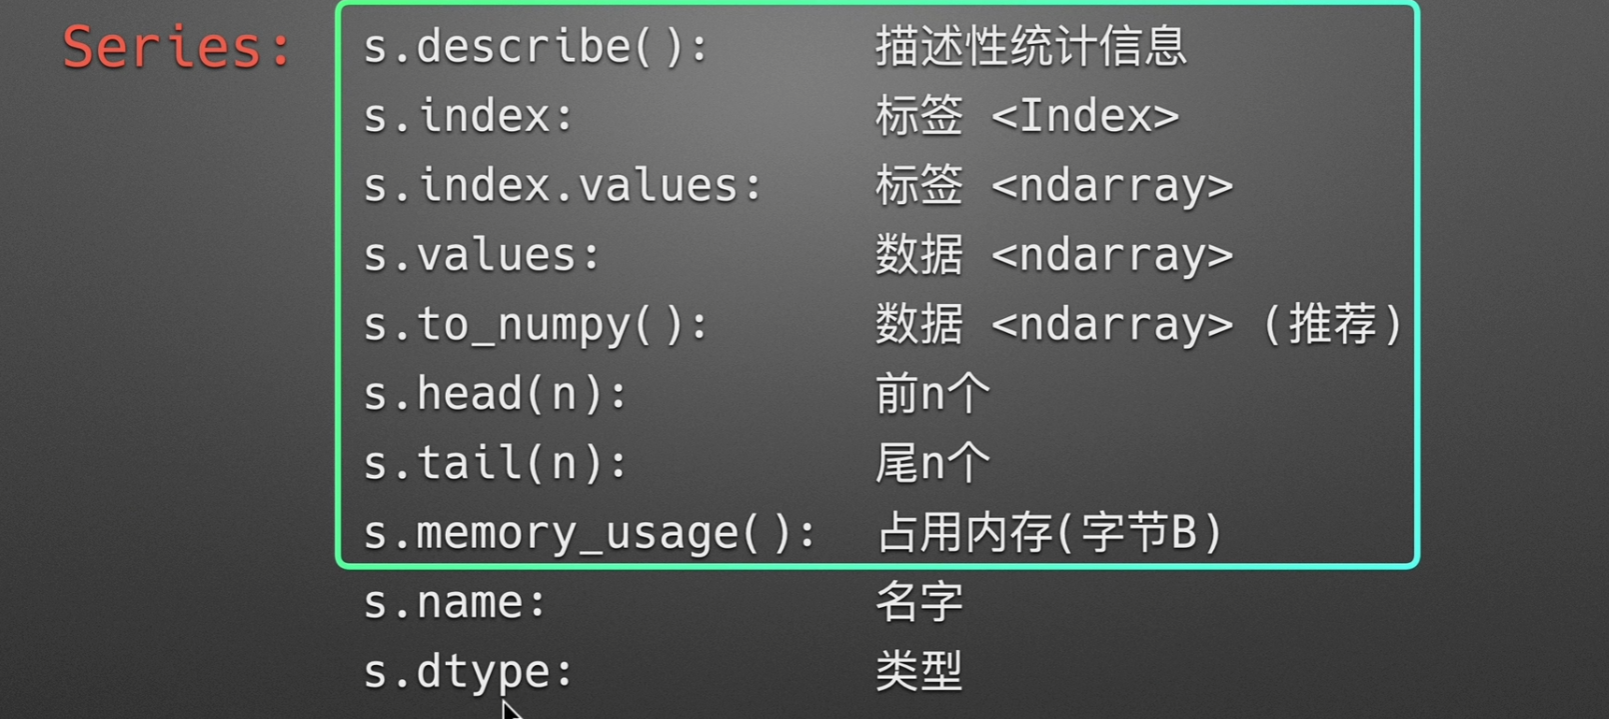 Series: s.describe(): 描述性统计信息
s.index: 标签 <Index>
s.index.values: 标签 <ndarray>
s.values: 数据 <ndarray>
s.to_numpy(): 数据 <ndarray> (推荐)
s.head(n): 前n个
s.tail(n): 尾n个
s.memory_usage(): 占用内存(字节B)
s.name: 名字
s.dtype: 类型